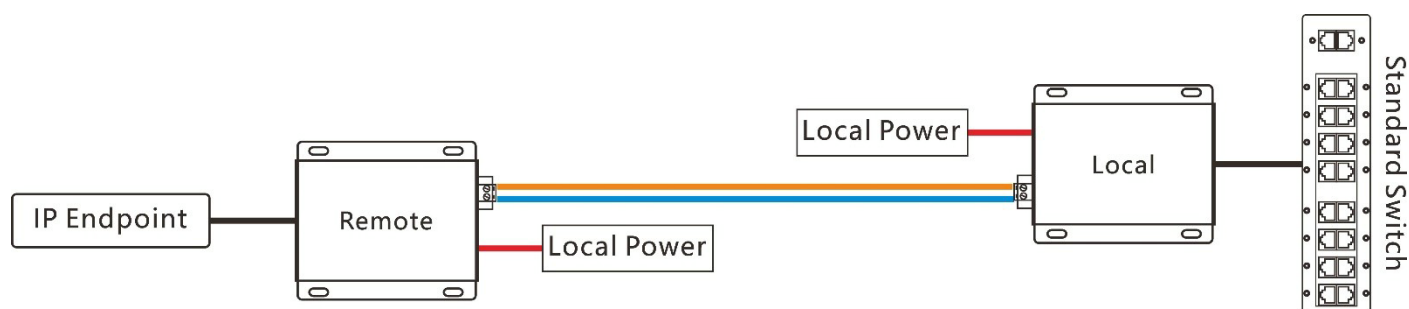 IP Endpoint
Remote
Local Power
Local Power
Local
Standard Switch